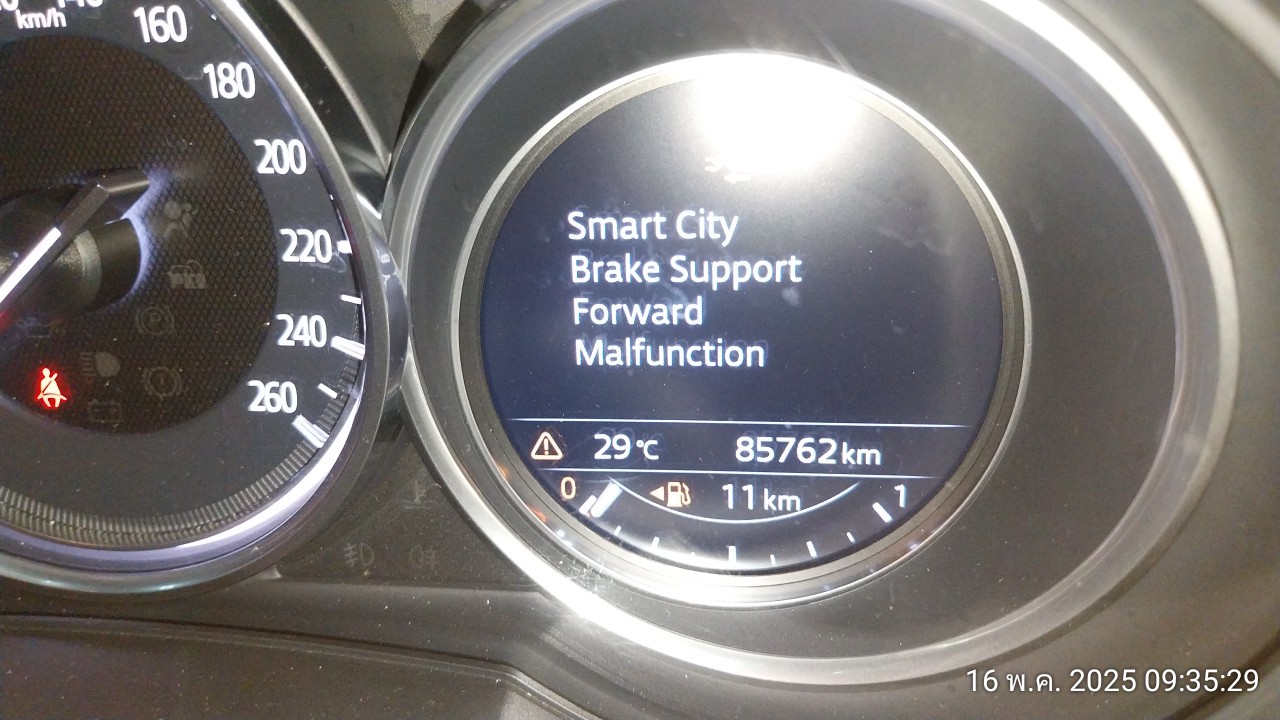 km/h
160
180
200
220
240
260
Smart City
Brake Support
Forward
Malfunction
29°C 85762 km
0 11 km 1
16 พ.ค. 2025 09:35:29